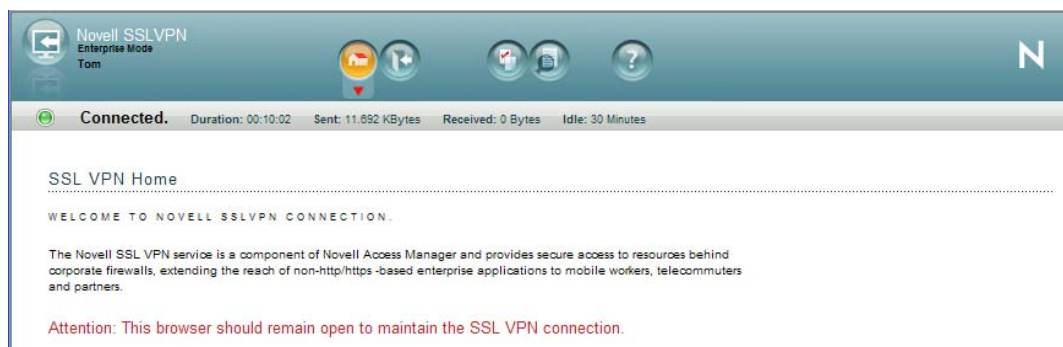 Novell SSLVPN
Enterprise Mode
Tom
?
N
Connected. Duration: 00:10:02 Sent: 11.692 KBytes Received: 0 Bytes Idle: 30 Minutes
SSL VPN Home
WELCOME TO NOVELL SSLVPN CONNECTION.
The Novell SSL VPN service is a component of Novell Access Manager and provides secure access to resources behind
corporate firewalls, extending the reach of non-http/https -based enterprise applications to mobile workers, telecommuters
and partners.
Attention: This browser should remain open to maintain the SSL VPN connection.